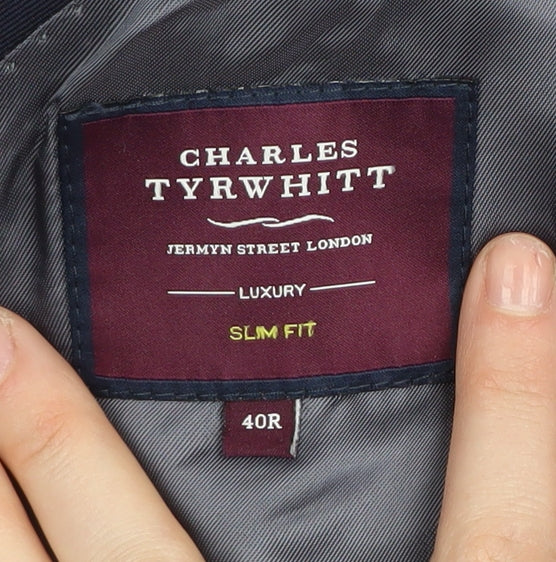 CHARLES
TYRWHITT
JERMYN STREET LONDON
LUXURY
SLIM FIT
40R